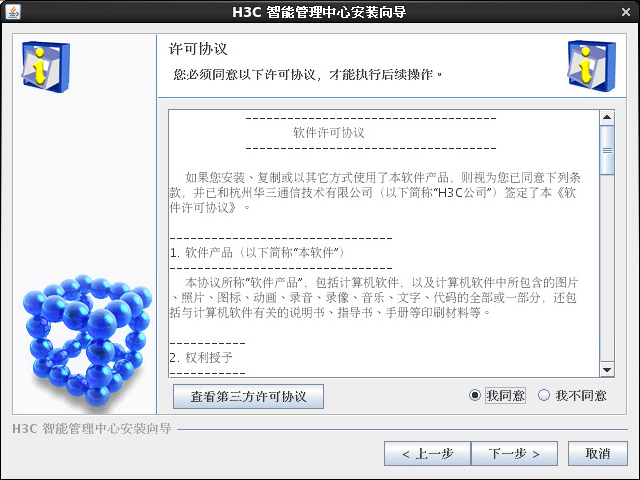 H3C 智能管理中心安装向导
许可协议
您必须同意以下许可协议，才能执行后续操作。
------------------------------------
软件许可协议
------------------------------------
如果您安装、复制或以其它方式使用了本软件产品，则视为您已同意下列条
款，并已和杭州华三通信技术有限公司（以下简称“H3C公司”）签定了本《软
件许可协议》。
--------------------------------
1. 软件产品（以下简称“本软件”）
--------------------------------
本协议所称“软件产品”，包括计算机软件，以及计算机软件中所包含的图片
、照片、图标、动画、录音、录像、音乐、文字、代码的全部或一部分，还包
括与计算机软件有关的说明书、指导书、手册等印刷材料等。
-----------
2. 权利授予
-----------
查看第三方许可协议
我同意
我不同意
H3C 智能管理中心安装向导
< 上一步
下一步 >
取消